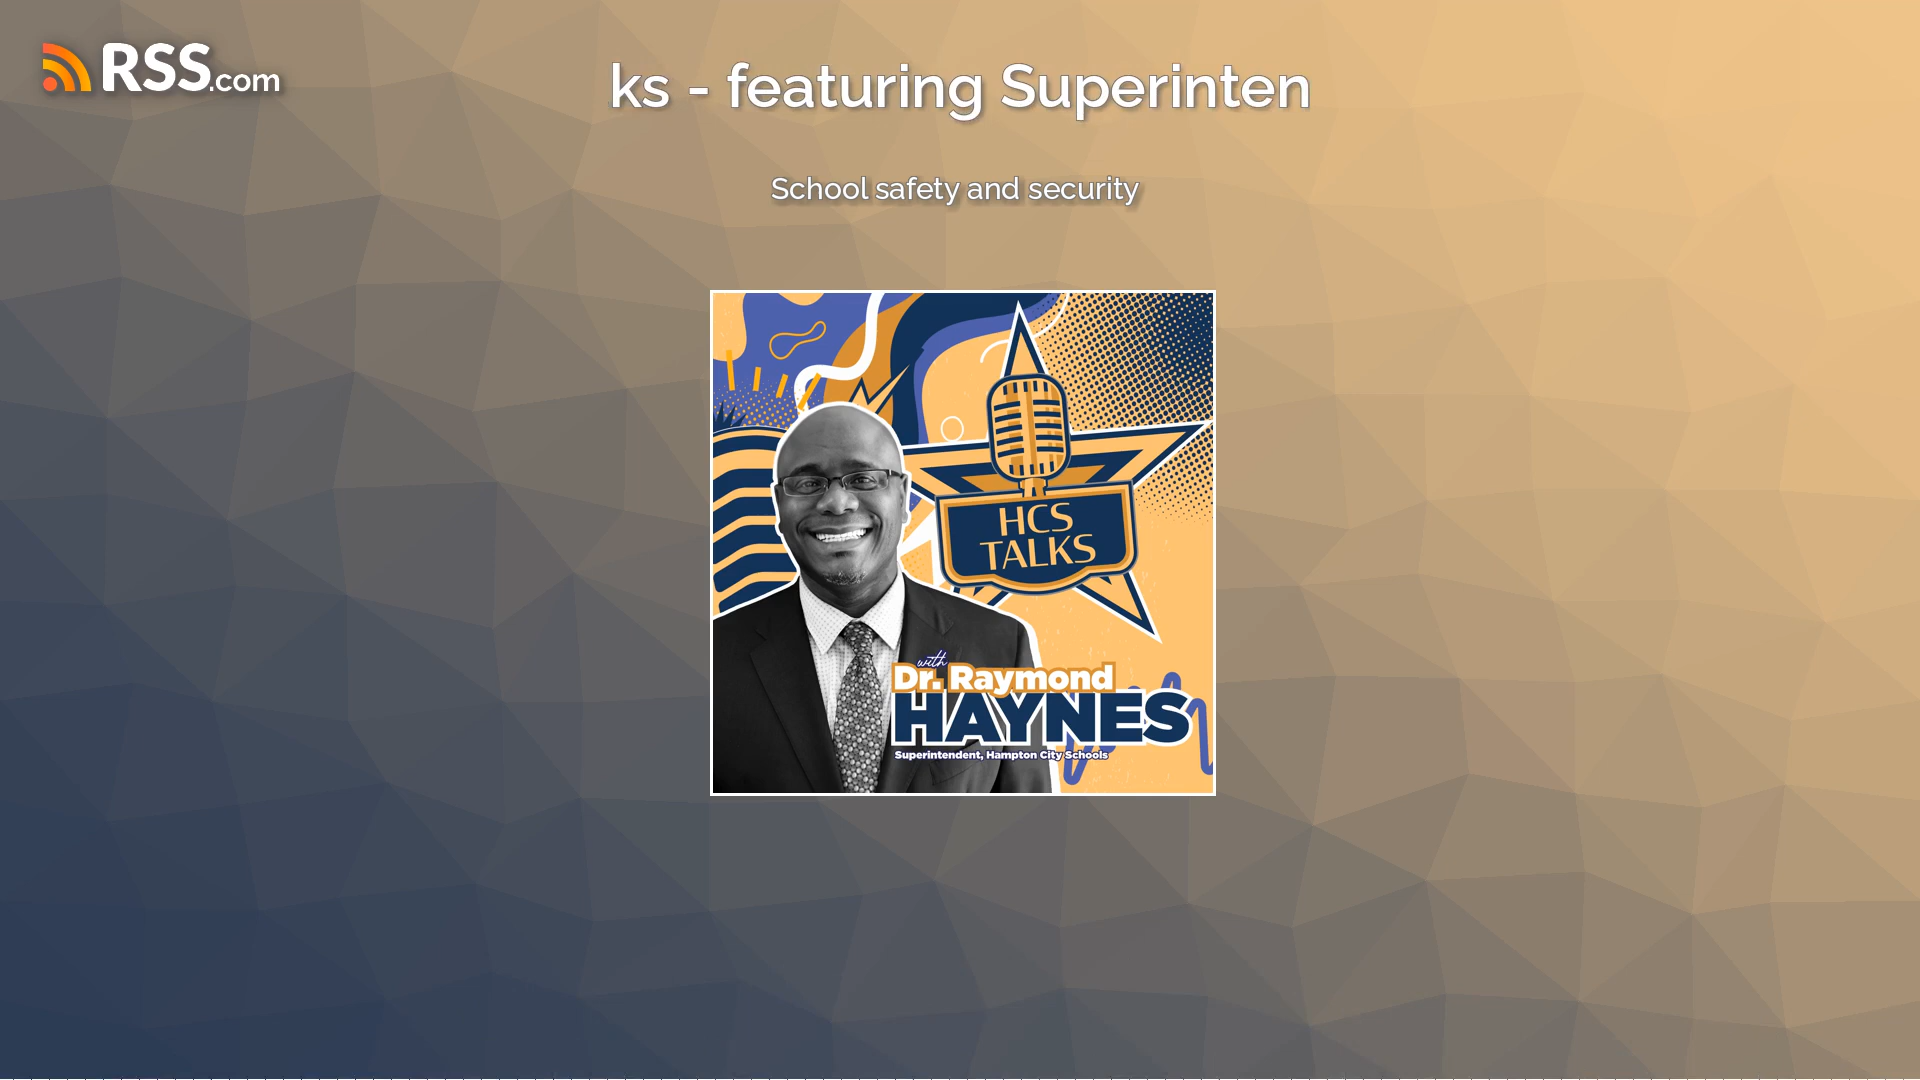 RSS.com
ks - featuring Superinten
School safety and security
HCS
TALKS
with
Dr. Raymond
HAYNES
Superintendent, Hampton City Schools